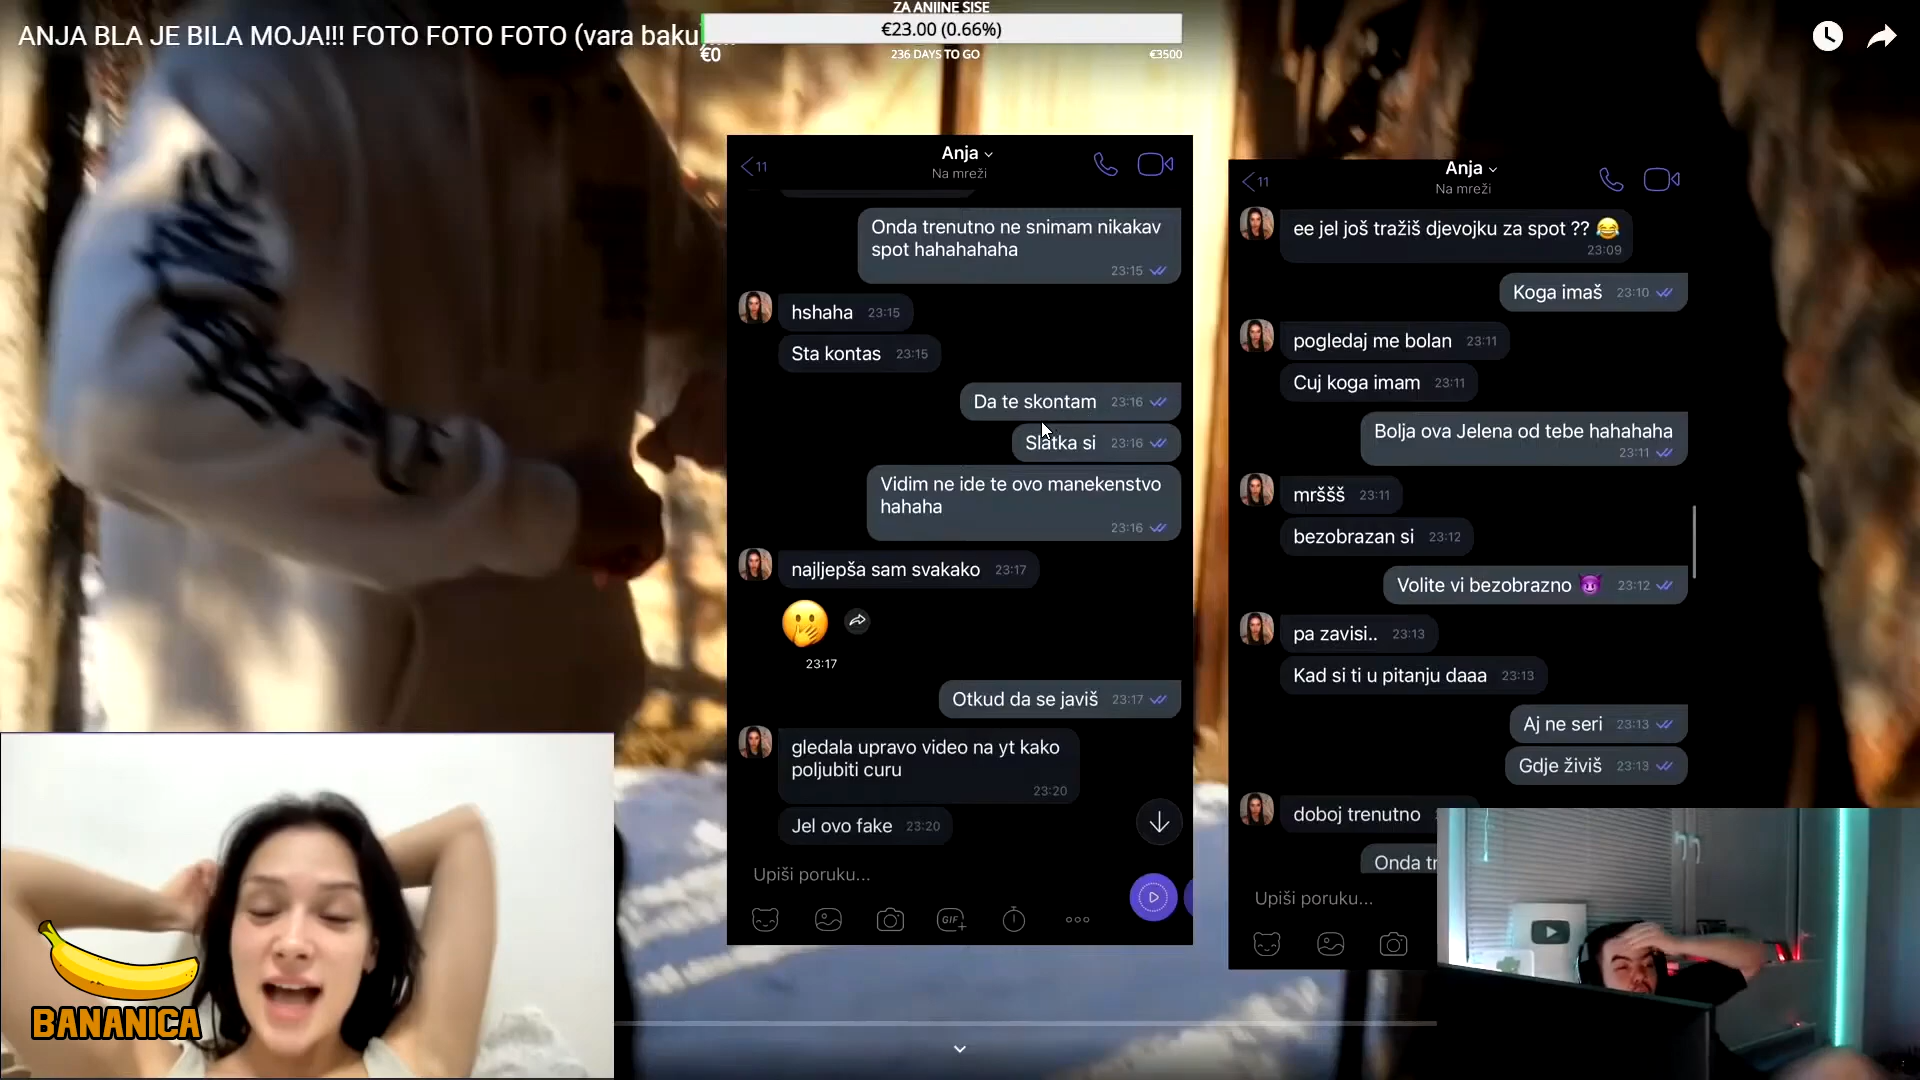 ANJA BLA JE BILA MOJA!!! FOTO FOTO FOTO (vara baku)...
ZA ANIINE SISE
€23.00 (0.66%)
€0
236 DAYS TO GO
€3500
11
Anja
Na mreži
Onda trenutno ne snimam nikakav
spot hahahahaha
23:15
hshaha 23:15
Sta kontas 23:15
Da te skontam 23:16
Slatka si 23:16
Vidim ne ide te ovo manekenstvo
hahaha
23:16
najljepša sam svakako 23:17
23:17
Otkud da se javiš 23:17
gledala upravo video na yt kako
poljubiti curu
23:20
Jel ovo fake 23:20
Upiši poruku...
GIF
11
Anja
Na mreži
ee jel još tražiš djevojku za spot ??
23:09
Koga imaš 23:10
pogledaj me bolan 23:11
Cuj koga imam 23:11
Bolja ova Jelena od tebe hahahaha
23:11
mrššš 23:11
bezobrazan si 23:12
Volite vi bezobrazno 23:12
pa zavisi.. 23:13
Kad si ti u pitanju daaa 23:13
Aj ne seri 23:13
Gdje živiš 23:13
doboj trenutno
Onda tr
Upiši poruku...
BANANICA